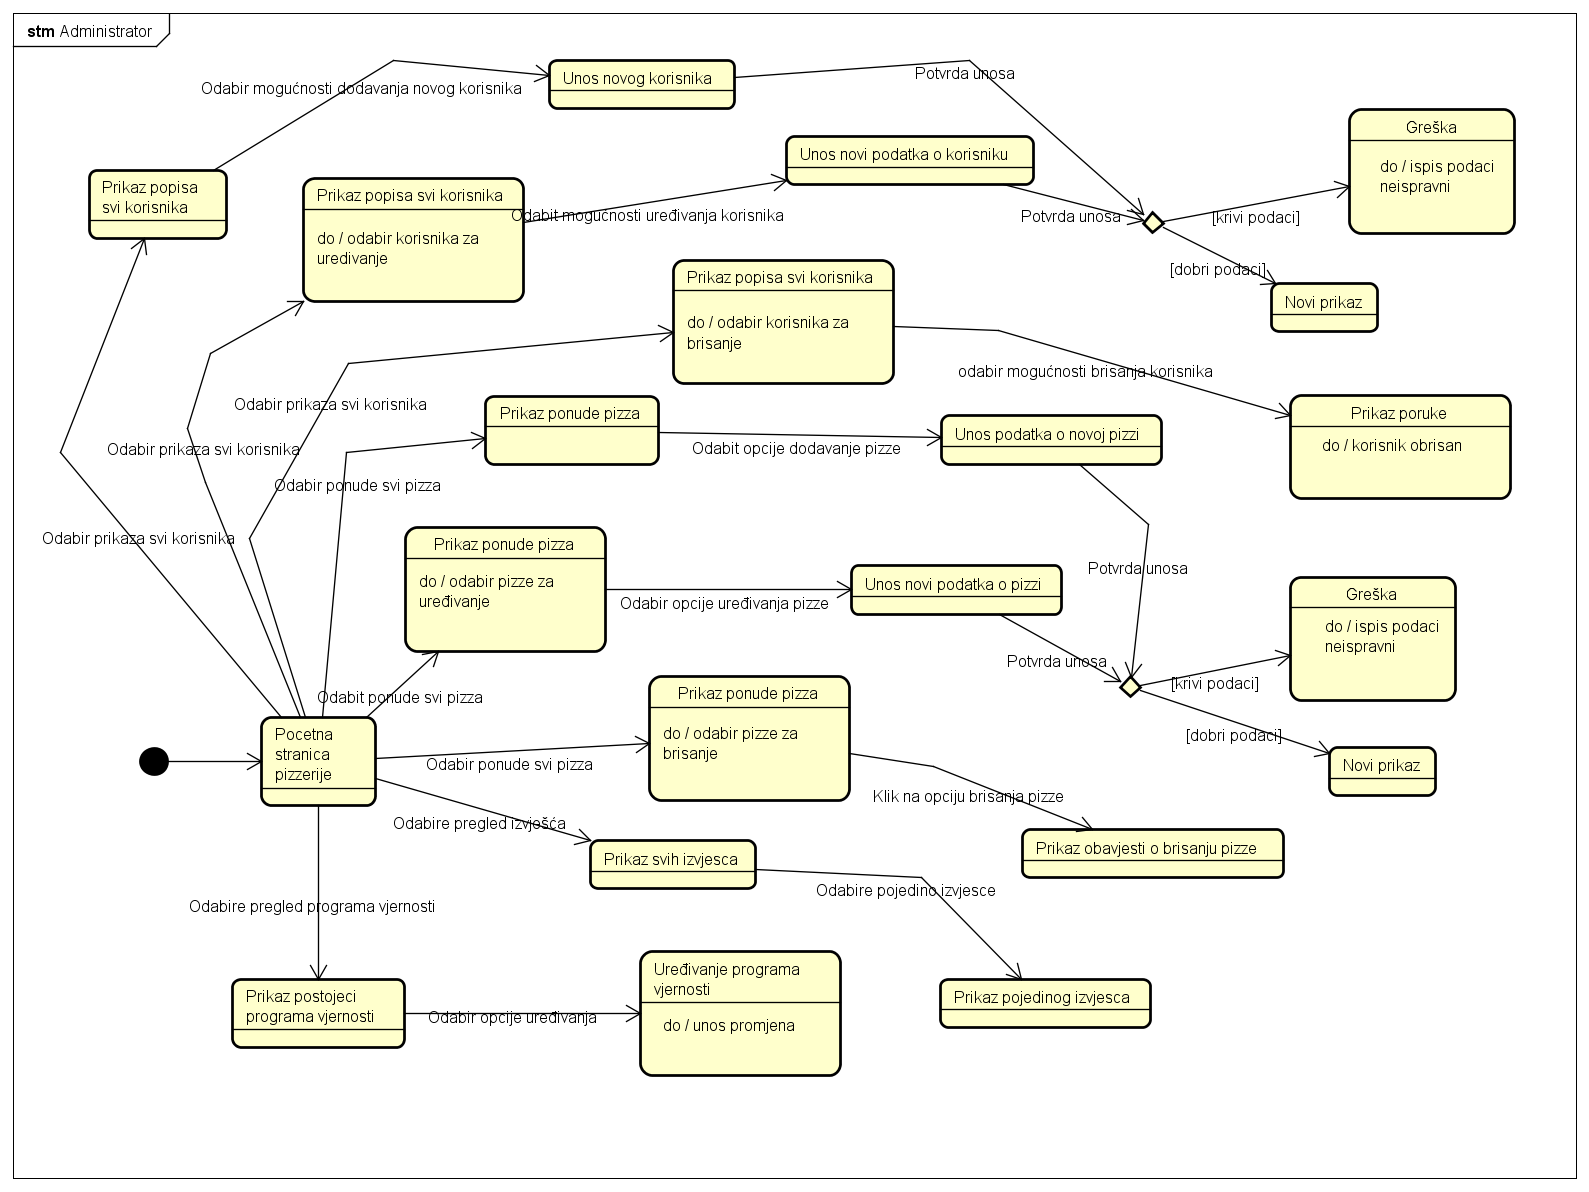 stm Administrator
Odabir mogućnosti dodavanja novog korisnika
Unos novog korisnika
Potvrda unosa
Greška
do / ispis podaci
neispravni
Unos novi podatka o korisniku
Prikaz popisa
svi korisnika
Prikaz popisa svi korisnika
do / odabir korisnika za
uredivanje
Odabit mogućnosti uređivanja korisnika
Potvrda unosa
[krivi podaci]
[dobri podaci]
Novi prikaz
Prikaz popisa svi korisnika
do / odabir korisnika za
brisanje
odabir mogućnosti brisanja korisnika
Odabir prikaza svi korisnika
Prikaz ponude pizza
Prikaz poruke
do / korisnik obrisan
Unos podatka o novoj pizzi
Odabit opcije dodavanje pizze
Odabir prikaza svi korisnika
Odabir ponude svi pizza
Odabir prikaza svi korisnika
Prikaz ponude pizza
do / odabir pizze za
uređivanje
Odabir opcije uređivanja pizze
Unos novi podatka o pizzi
Potvrda unosa
Greška
do / ispis podaci
neispravni
Potvrda unosa
[krivi podaci]
[dobri podaci]
Novi prikaz
Odabit ponude svi pizza
Prikaz ponude pizza
do / odabir pizze za
brisanje
Pocetna
stranica
pizzerije
Odabir ponude svi pizza
Klik na opciju brisanja pizze
Odabire pregled izvješća
Prikaz svih izvjesca
Prikaz obavjesti o brisanju pizze
Odabire pojedino izvjesce
Odabire pregled programa vjernosti
Prikaz postojeci
programa vjernosti
Odabir opcije uređivanja
Uređivanje programa
vjernosti
do / unos promjena
Prikaz pojedinog izvjesca